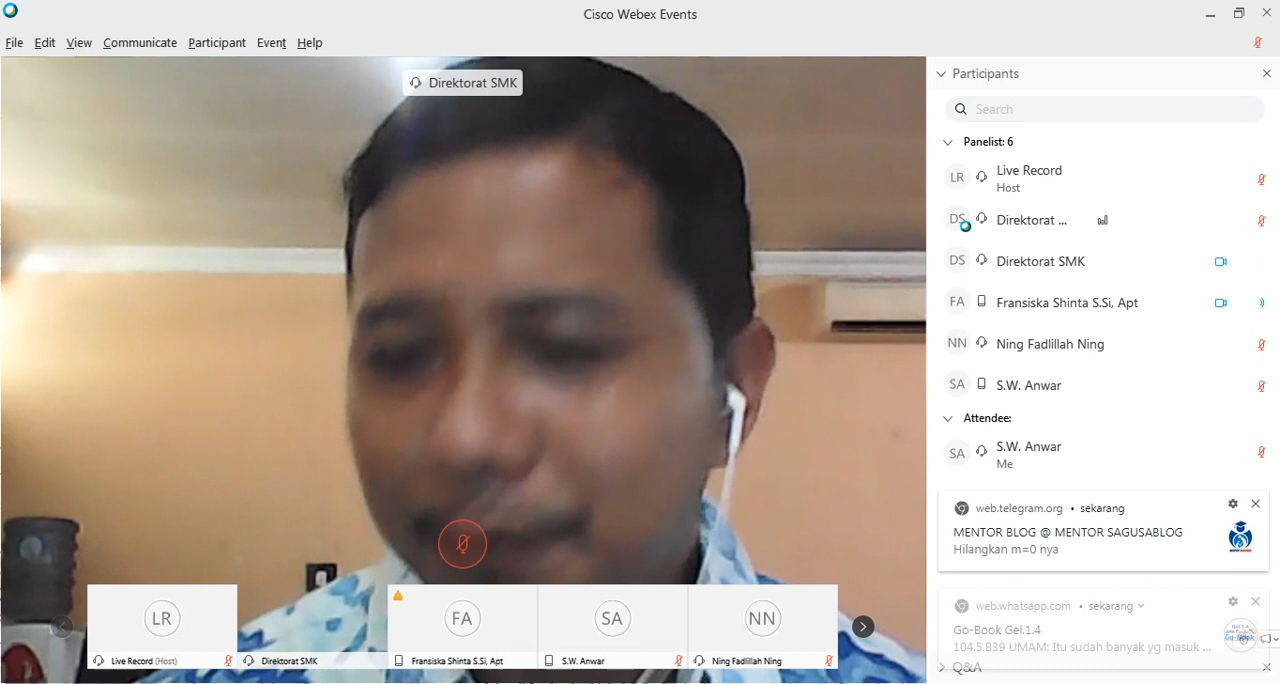 Cisco Webex Events
File Edit View Communicate Participant Event Help
Direktorat SMK
Participants
Search
Panelist: 6
LR
Live Record
Host
DS
Direktorat ...
DS
Direktorat SMK
FA
Fransiska Shinta S.Si, Apt
NN
Ning Fadlillah Ning
SA
S.W. Anwar
Attendee:
SA
S.W. Anwar
Me
web.telegram.org • sekarang
MENTOR BLOG @ MENTOR SAGUSABLOG
Hilangkan m=0 nya
web.whatsapp.com • sekarang
Go-Book Gel.1.4
104.5.B39 UMAM: Itu sudah banyak yg masuk ...
Q&A
LR
FA
SA
NN
Live Record (Host)
Direktorat SMK
Fransiska Shinta S.Si, Apt
S.W. Anwar
Ning Fadlillah Ning